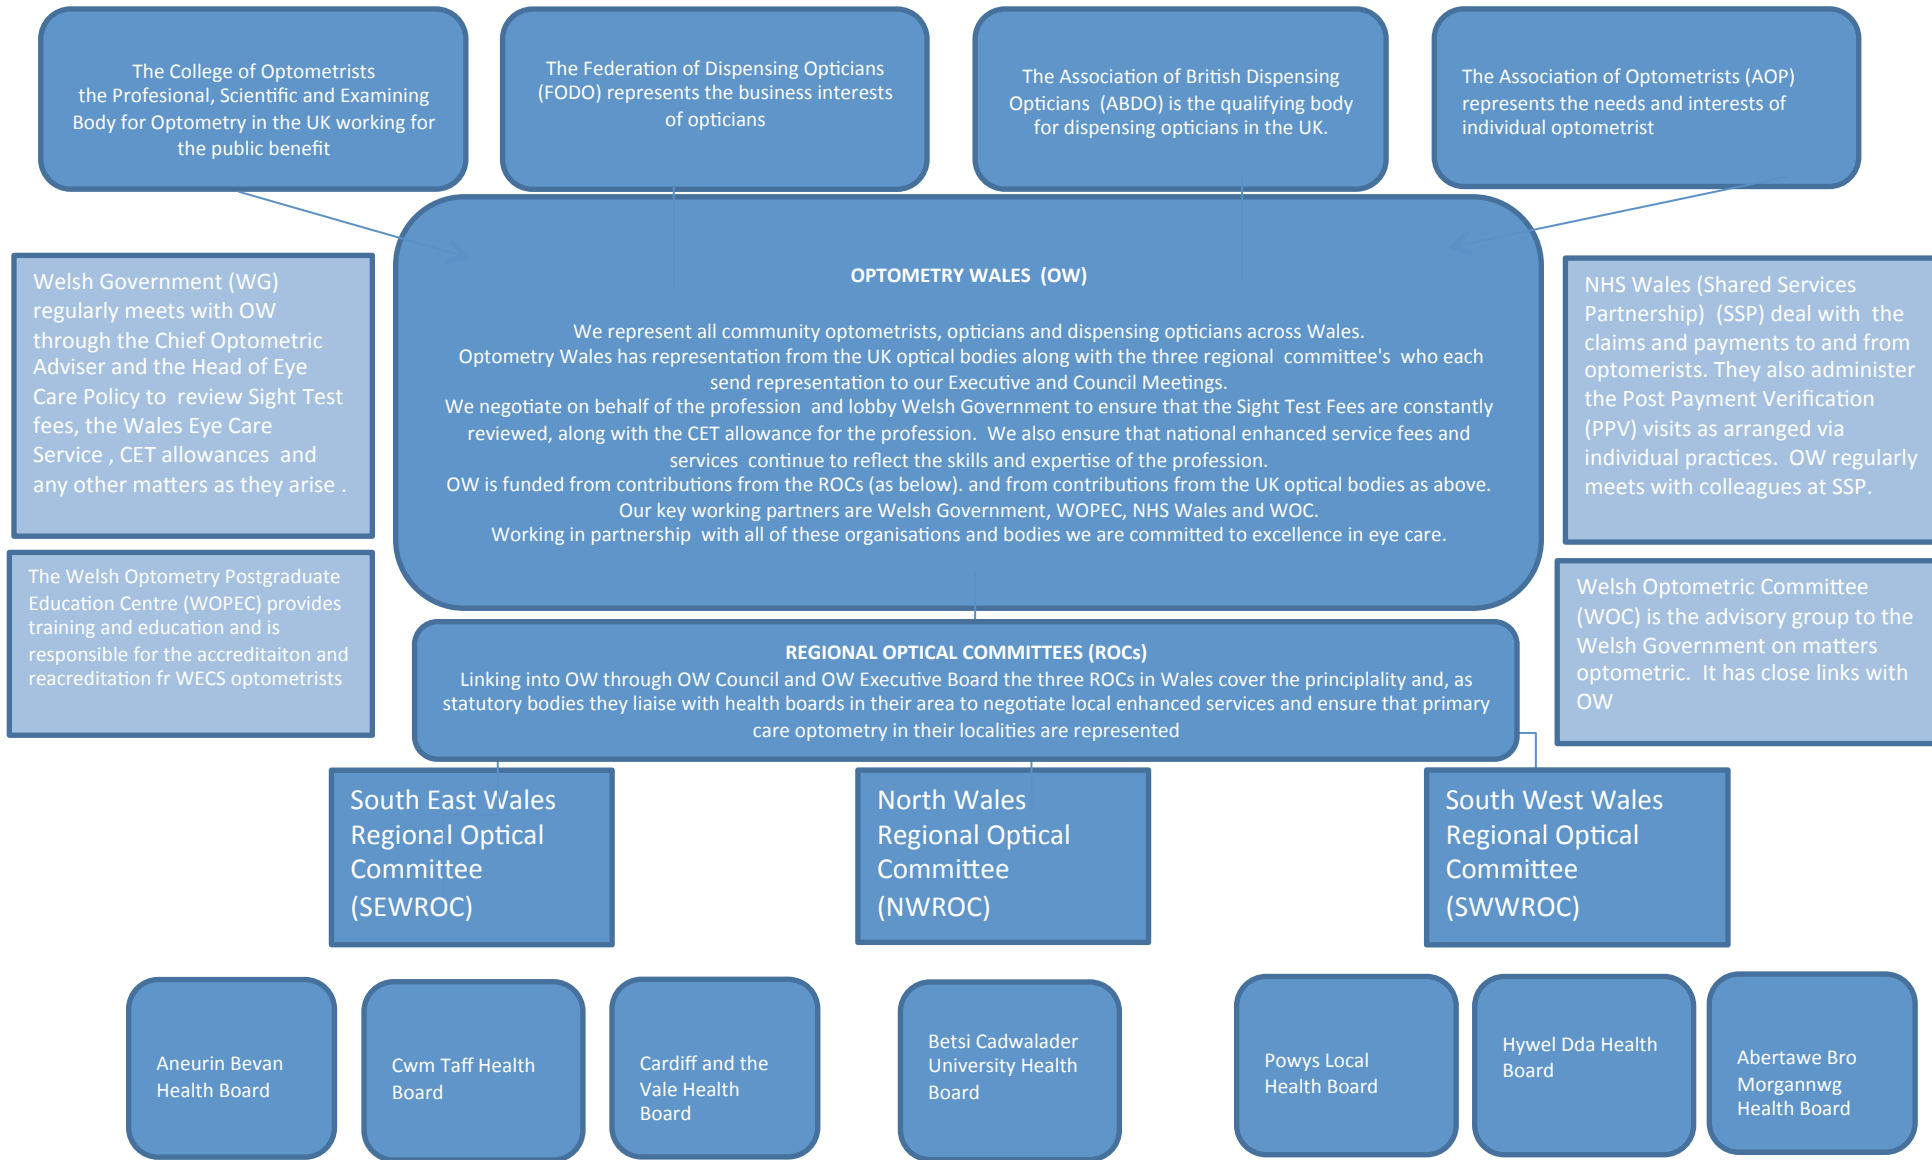 The College of Optometrists
the Profesional, Scientific and Examining
Body for Optometry in the UK working for
the public benefit
The Federation of Dispensing Opticians
(FODO) represents the business interests
of opticians
The Association of British Dispensing
Opticians (ABDO) is the qualifying body
for dispensing opticians in the UK.
The Association of Optometrists (AOP)
represents the needs and interests of
individual optometrist
Welsh Government (WG)
regularly meets with OW
through the Chief Optometric
Adviser and the Head of Eye
Care Policy to review Sight Test
fees, the Wales Eye Care
Service , CET allowances and
any other matters as they arise .
OPTOMETRY WALES (OW)
We represent all community optometrists, opticians and dispensing opticians across Wales.
Optometry Wales has representation from the UK optical bodies along with the three regional committee's who each
send representation to our Executive and Council Meetings.
We negotiate on behalf of the profession and lobby Welsh Government to ensure that the Sight Test Fees are constantly
reviewed, along with the CET allowance for the profession. We also ensure that national enhanced service fees and
services continue to reflect the skills and expertise of the profession.
OW is funded from contributions from the ROCs (as below). and from contributions from the UK optical bodies as above.
Our key working partners are Welsh Government, WOPEC, NHS Wales and WOC.
Working in partnership with all of these organisations and bodies we are committed to excellence in eye care.
NHS Wales (Shared Services
Partnership) (SSP) deal with the
claims and payments to and from
optomerists. They also administer
the Post Payment Verification
(PPV) visits as arranged via
individual practices. OW regularly
meets with colleagues at SSP.
The Welsh Optometry Postgraduate
Education Centre (WOPEC) provides
training and education and is
responsible for the accreditaiton and
reacreditation fr WECS optometrists
Welsh Optometric Committee
(WOC) is the advisory group to the
Welsh Government on matters
optometric. It has close links with
OW
REGIONAL OPTICAL COMMITTEES (ROCs)
Linking into OW through OW Council and OW Executive Board the three ROCs in Wales cover the principlality and, as
statutory bodies they liaise with health boards in their area to negotiate local enhanced services and ensure that primary
care optometry in their localities are represented
South East Wales
Regional Optical
Committee
(SEWROC)
North Wales
Regional Optical
Committee
(NWROC)
South West Wales
Regional Optical
Committee
(SWWROC)
Aneurin Bevan
Health Board
Cwm Taff Health
Board
Cardiff and the
Vale Health
Board
Betsi Cadwalader
University Health
Board
Powys Local
Health Board
Hywel Dda Health
Board
Abertawe Bro
Morgannwg
Health Board